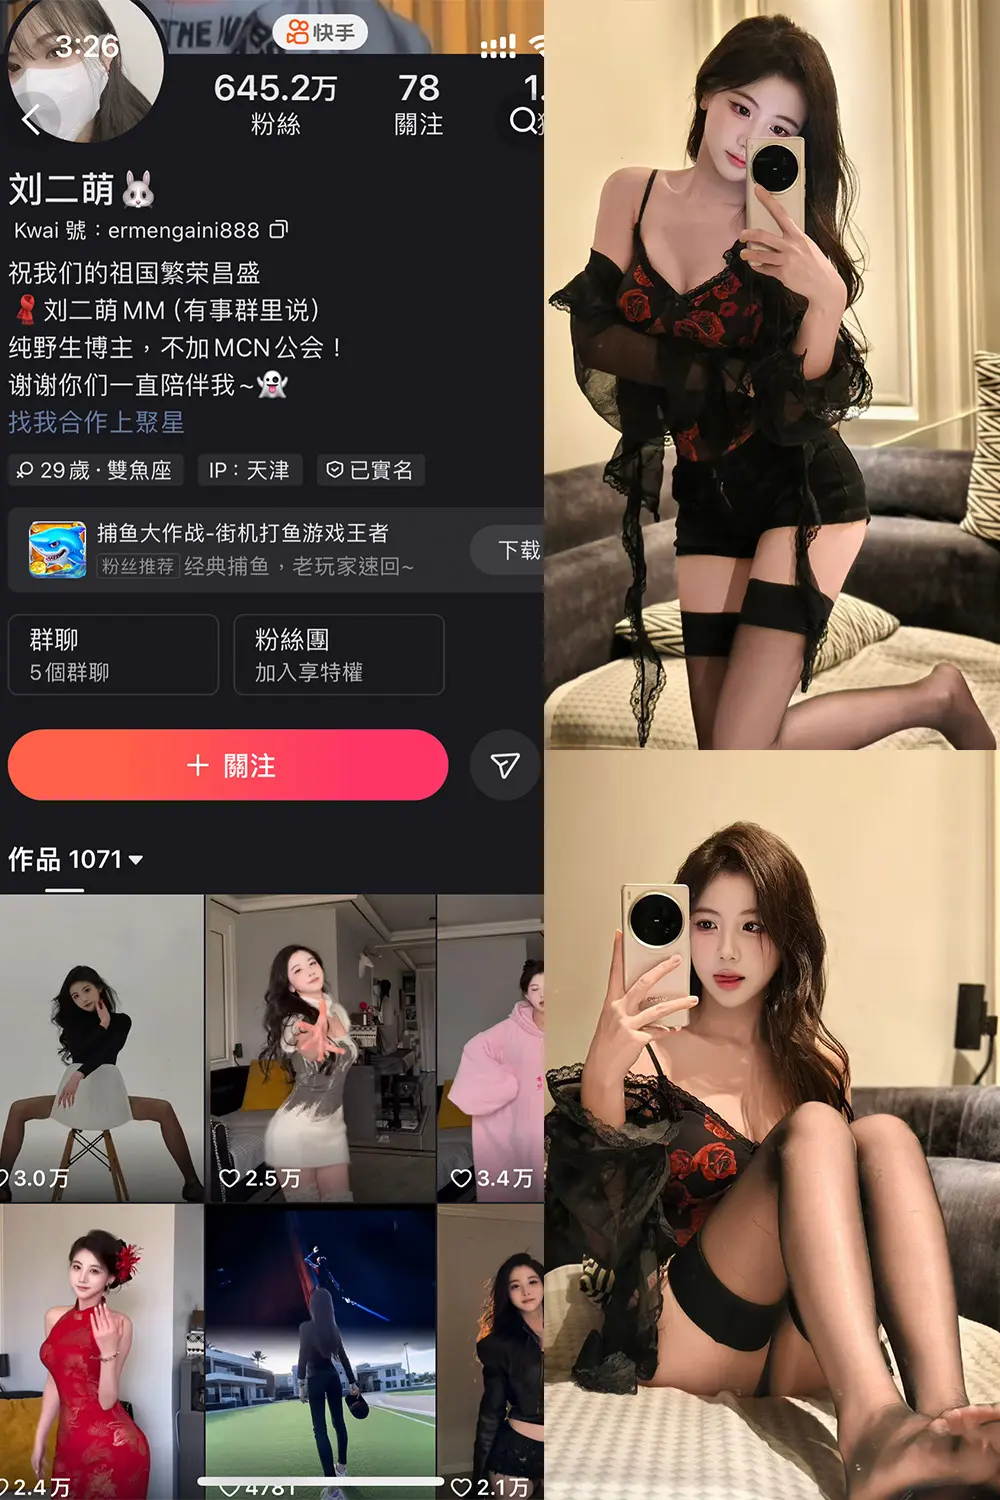 3:26
快手
645.2万
78
粉絲
關注
刘二萌
Kwai 號：ermengaini888
祝我们的祖国繁荣昌盛
刘二萌MM（有事群里说）
纯野生博主，不加MCN公会！
谢谢你们一直陪伴我~
找我合作上聚星
29歲·雙魚座
IP：天津
已實名
捕鱼大作战-街机打鱼游戏王者
粉丝推荐 经典捕鱼，老玩家速回~
下载
群聊
5個群聊
粉絲團
加入享特權
+ 關注
作品 1071
3.0万
2.5万
3.4万
2.4万
4781
2.1万